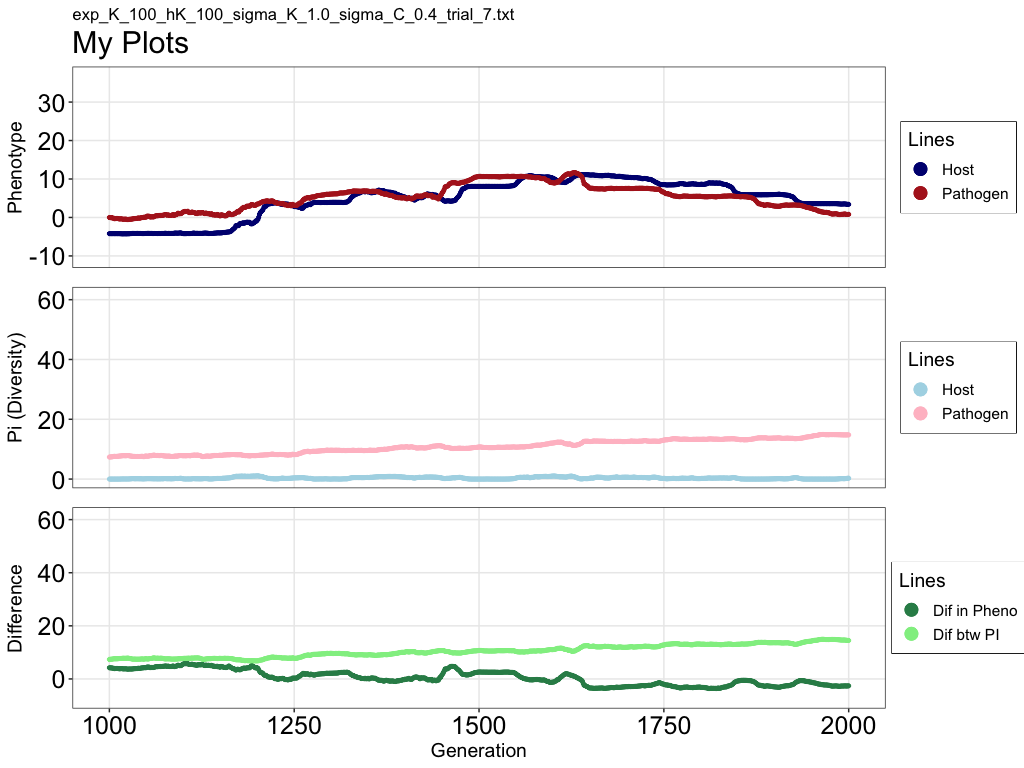 exp_K_100_hK_100_sigma_K_1.0_sigma_C_0.4_trial_7.txt
My Plots
Phenotype
30
20
10
0
-10
Lines
Host
Pathogen
Pi (Diversity)
60
40
20
0
Lines
Host
Pathogen
Difference
60
40
20
0
Lines
Dif in Pheno
Dif btw PI
1000 1250 1500 1750 2000
Generation